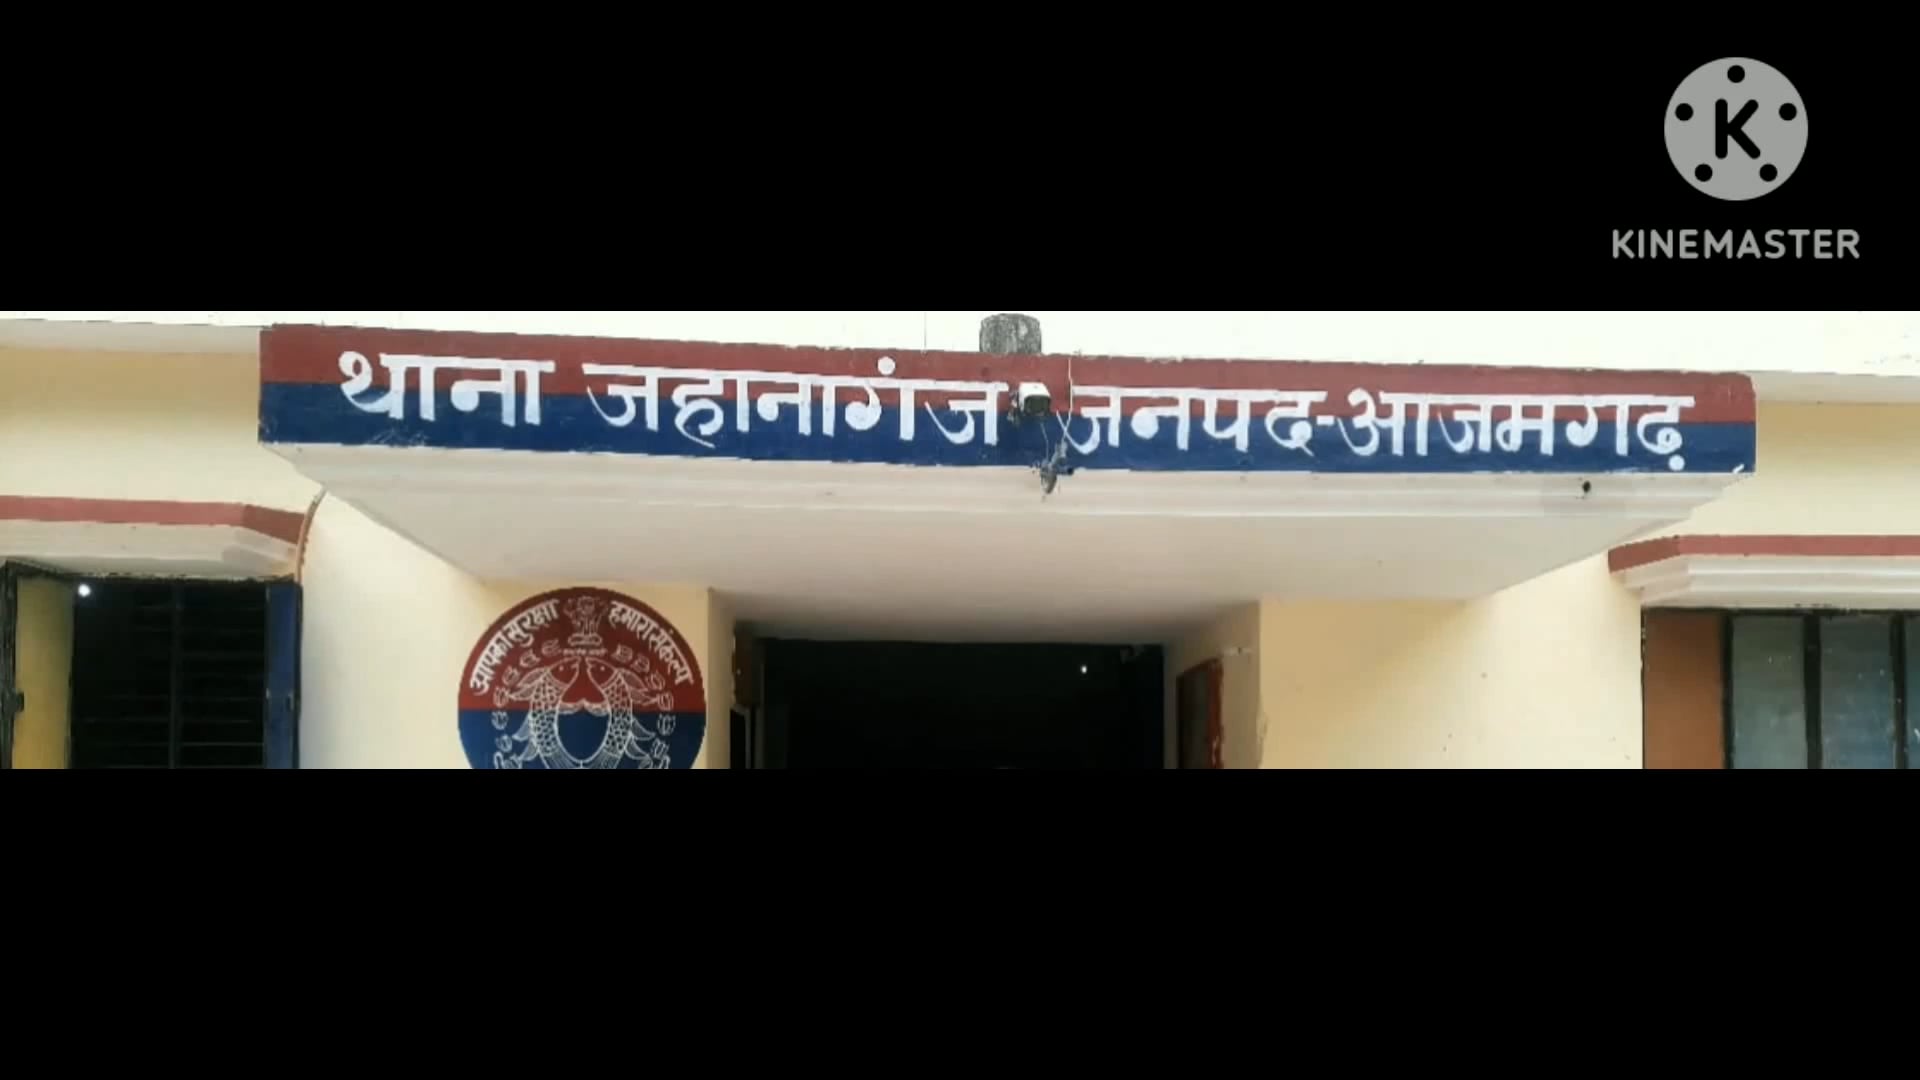 K
KINEMASTER
थाना जहानागंज जनपद-आजमगढ़
आपकी सुरक्षा हमारा संकल्प